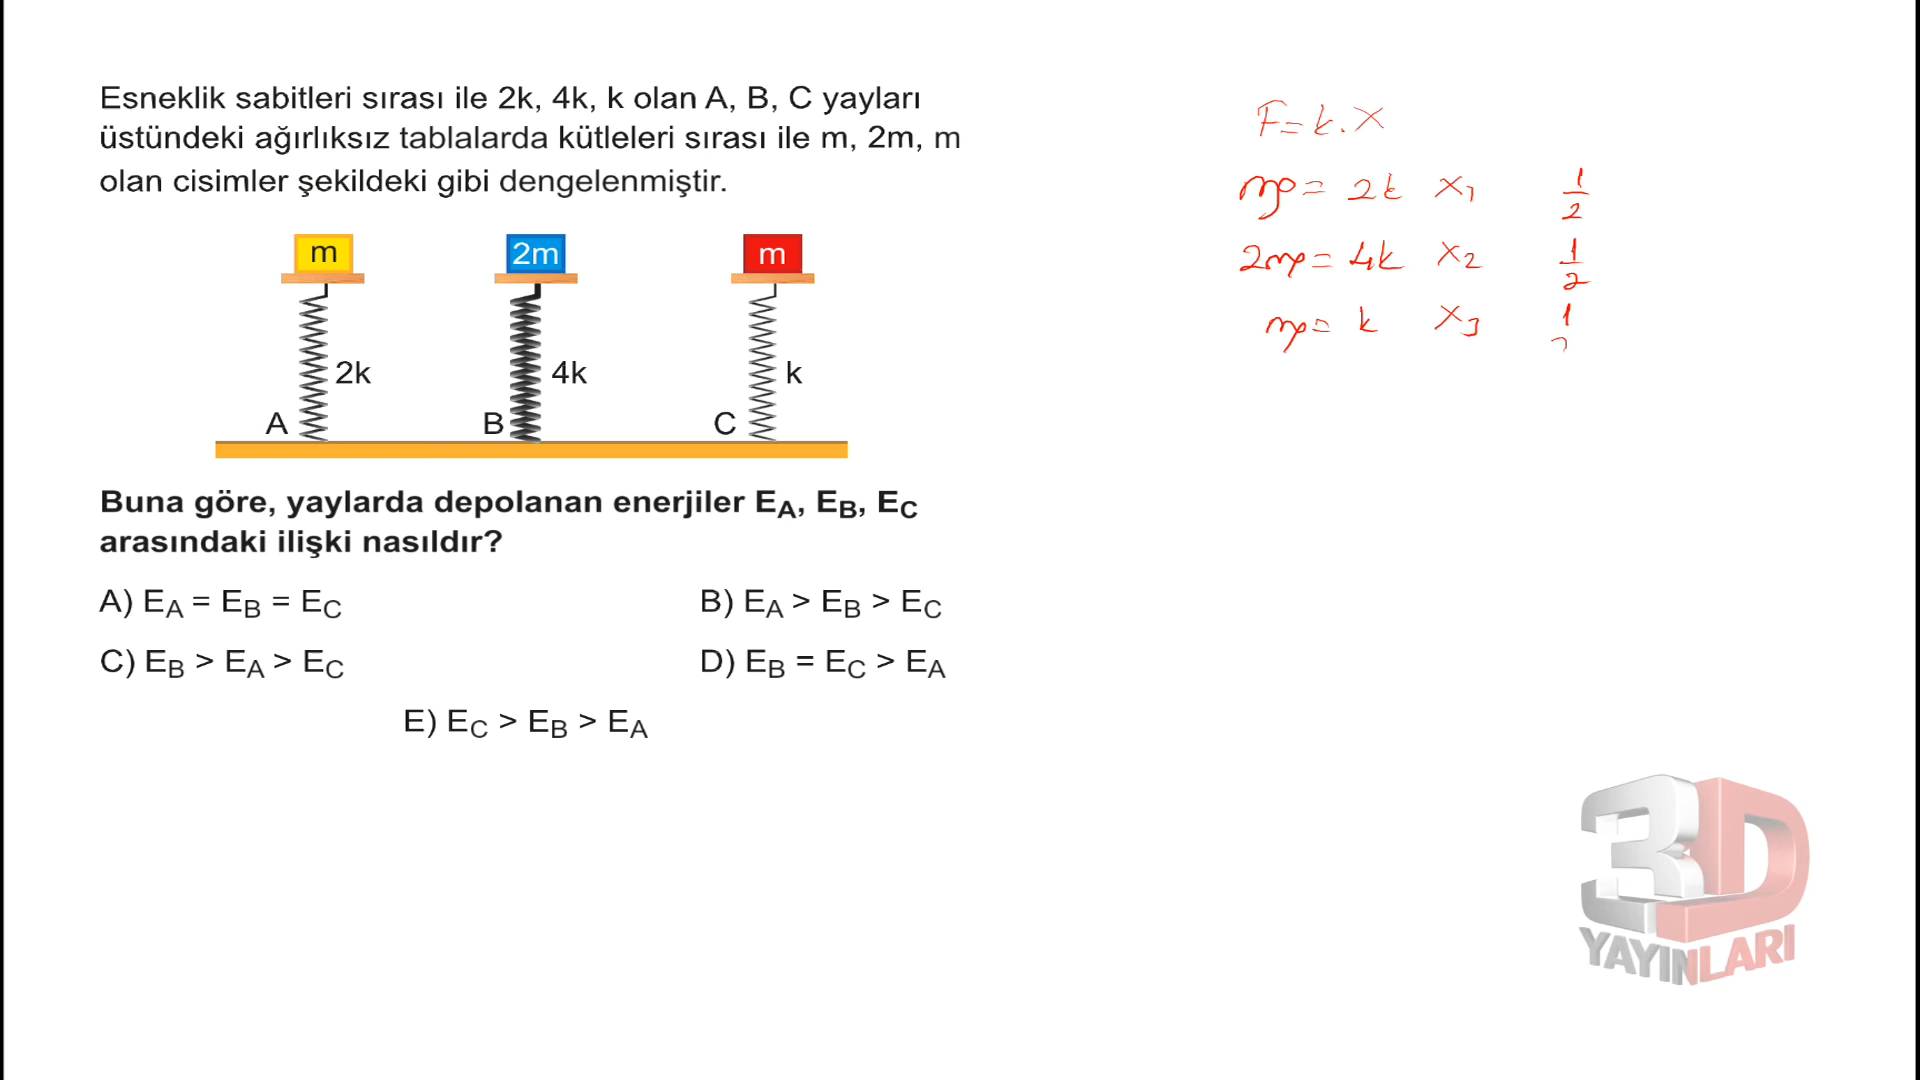 Esneklik sabitleri sırası ile 2k, 4k, k olan A, B, C yayları
üstündeki ağırlıksız tablalarda kütleleri sırası ile m, 2m, m
olan cisimler şekildeki gibi dengelenmiştir.
m 2m m
2k 4k k
A B C
Buna göre, yaylarda depolanan enerjiler EA, EB, EC
arasındaki ilişki nasıldır?
A) EA = EB = EC
B) EA > EB > EC
C) EB > EA > EC
D) EB = EC > EA
E) EC > EB > EA
F=k.x
mg= 2k x1 1/2
2mg= 4k x2 1/2
mg= k x3 1
3D
YAYINLARI